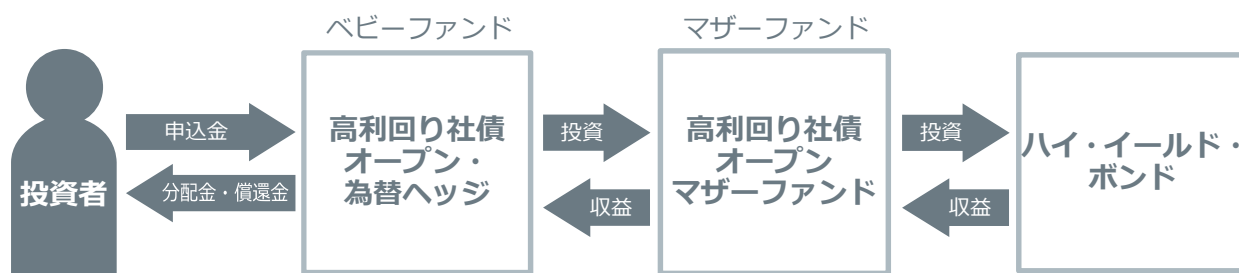 ベビーファンド
マザーファンド
投資者
申込金
分配金・償還金
高利回り社債
オープン・
為替ヘッジ
投資
収益
高利回り社債
オープン
マザーファンド
投資
収益
ハイ・イールド・
ボンド